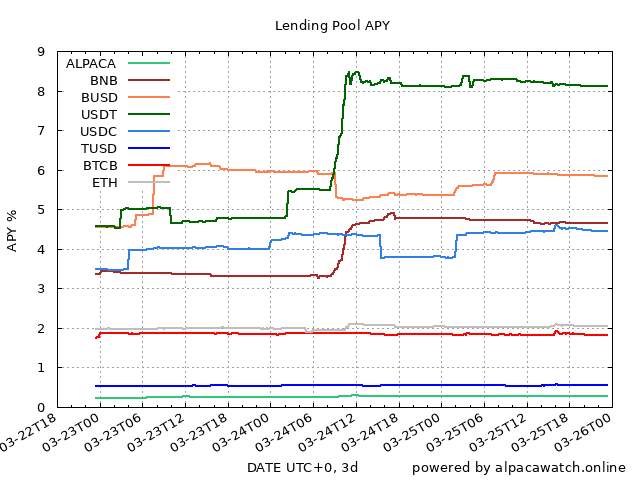 Lending Pool APY
9
8
7
6
5
4
3
2
1
0
APY %
ALPACA
BNB
BUSD
USDT
USDC
TUSD
BTCB
ETH
03-22T18
03-23T00
03-23T06
03-23T12
03-23T18
03-24T00
03-24T06
03-24T12
03-24T18
03-25T00
03-25T06
03-25T12
03-25T18
03-26T00
DATE UTC+0, 3d
powered by alpacawatch.online